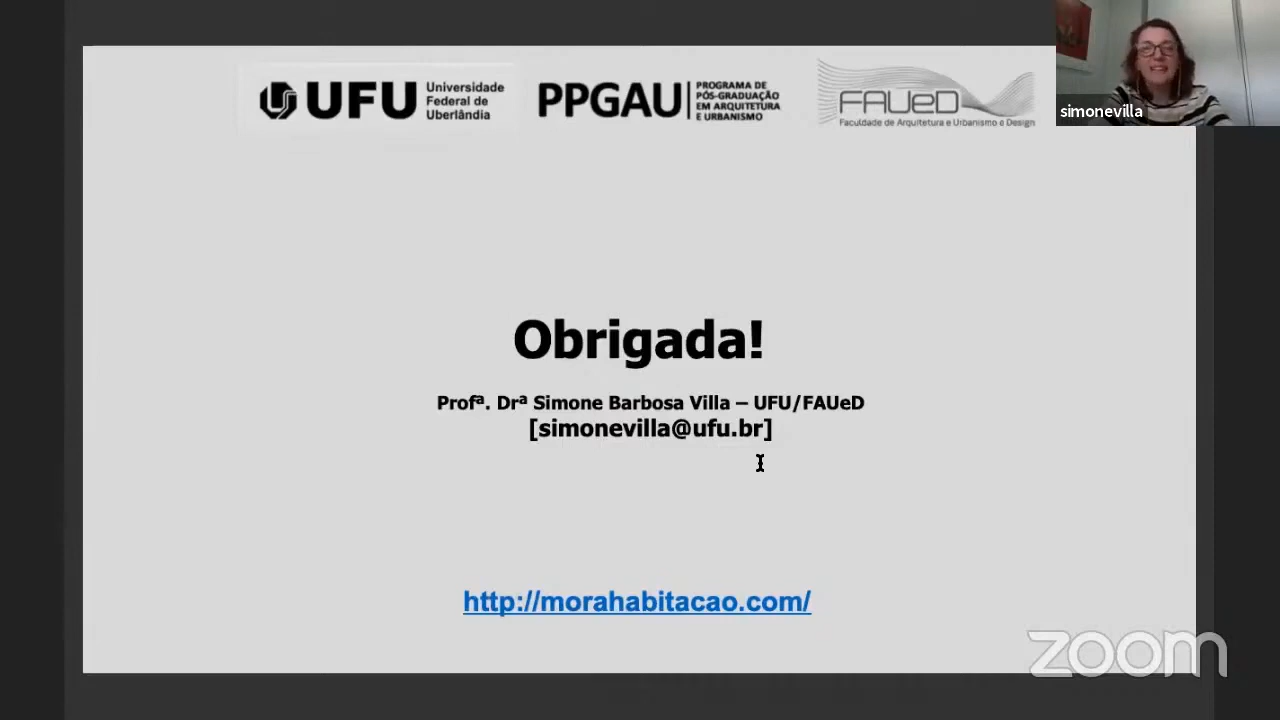 UFU
Universidade
Federal de
Uberlândia
PPGAU
PROGRAMA DE
PÓS-GRADUAÇÃO
EM ARQUITETURA
E URBANISMO
FAUeD
Faculdade de Arquitetura e Urbanismo e Design
simonevilla
Obrigada!
Profª. Drª Simone Barbosa Villa – UFU/FAUeD
[simonevilla@ufu.br]
http://morahabitacao.com/
zoom